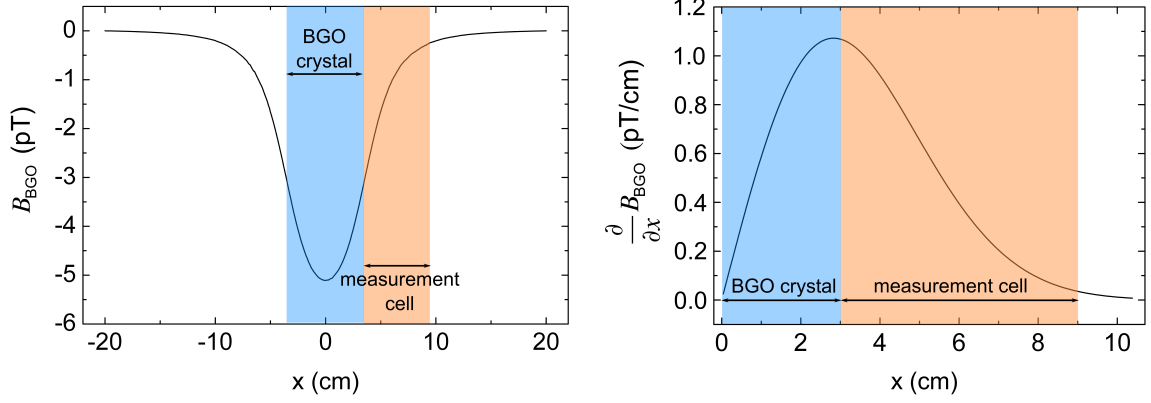 0
-1
-2
-3
-4
-5
-6
B_BGO (pT)
BGO
crystal
measurement
cell
-20 -10 0 10 20
x (cm)
1.2
1.0
0.8
0.6
0.4
0.2
0.0
∂/∂x B_BGO (pT/cm)
BGO crystal measurement cell
0 2 4 6 8 10
x (cm)